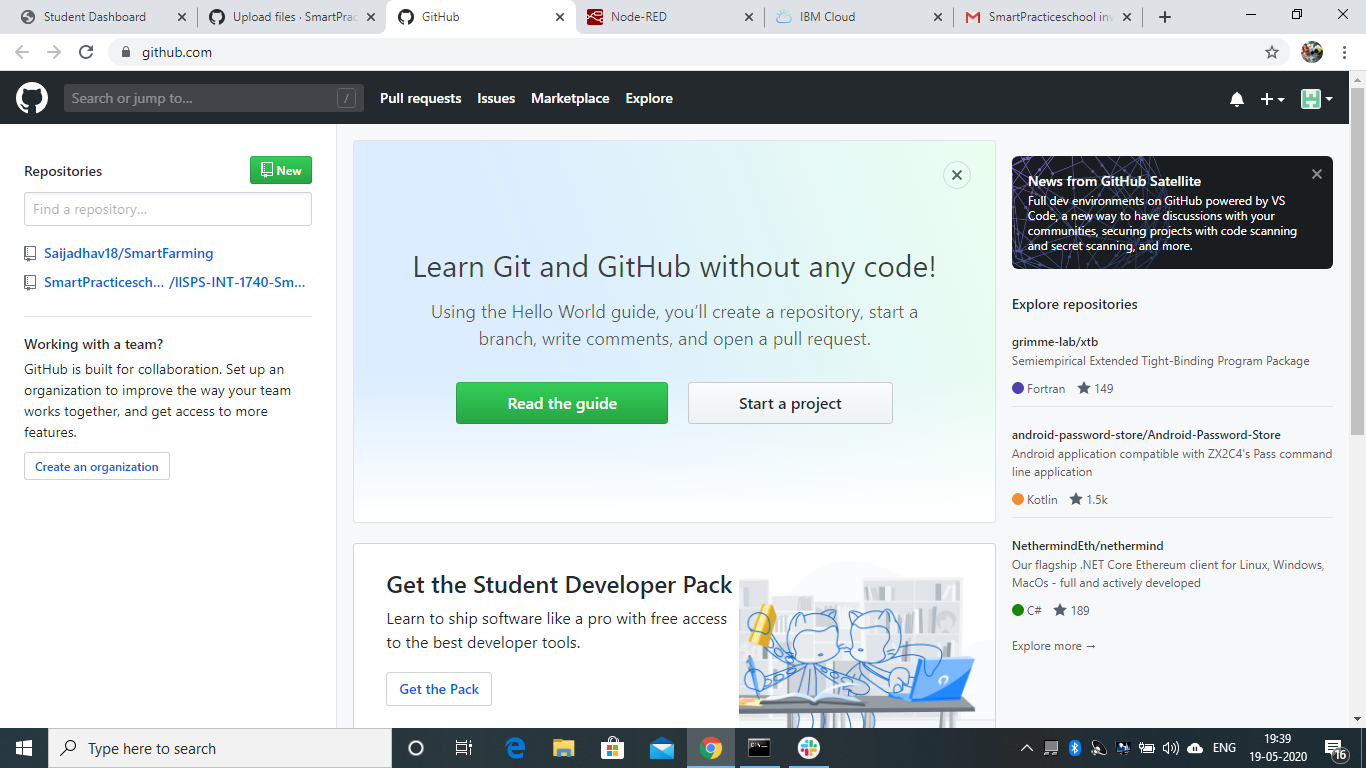 Student Dashboard
Upload files · SmartPrac
GitHub
Node-RED
IBM Cloud
SmartPracticeschool inv
github.com
Search or jump to...
/
Pull requests
Issues
Marketplace
Explore
Repositories
New
Find a repository...
Saijadhav18/SmartFarming
SmartPracticesch... /IISPS-INT-1740-Sm...
Working with a team?
GitHub is built for collaboration. Set up an
organization to improve the way your team
works together, and get access to more
features.
Create an organization
Learn Git and GitHub without any code!
Using the Hello World guide, you’ll create a repository, start a
branch, write comments, and open a pull request.
Read the guide
Start a project
Get the Student Developer Pack
Learn to ship software like a pro with free access
to the best developer tools.
Get the Pack
News from GitHub Satellite
Full dev environments on GitHub powered by VS
Code, a new way to have discussions with your
communities, securing projects with code scanning
and secret scanning, and more.
Explore repositories
grimme-lab/xtb
Semiempirical Extended Tight-Binding Program Package
Fortran 149
android-password-store/Android-Password-Store
Android application compatible with ZX2C4's Pass command
line application
Kotlin 1.5k
NethermindEth/nethermind
Our flagship .NET Core Ethereum client for Linux, Windows,
MacOS - full and actively developed
C# 189
Explore more →
Type here to search
ENG
19:39
19-05-2020
16